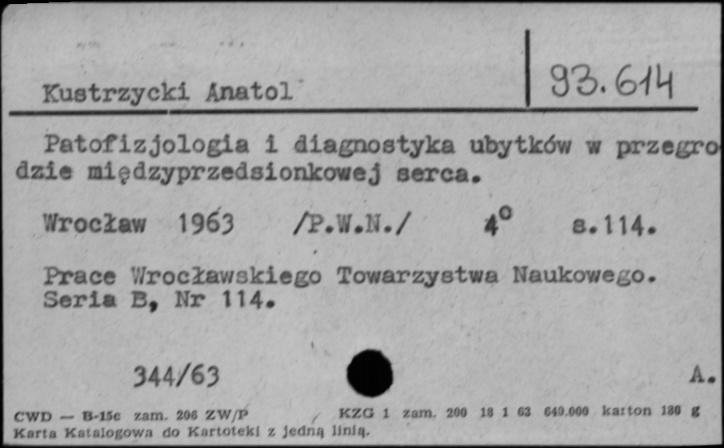 Kustrzycki Anatol
93.614
Patofizjologia i diagnostyka ubytków w przegro
dzie międzyprzedsionkowej serca.
Wrocław 1963 /P.W.N./ 4° s.114.
Prace Wrocławskiego Towarzystwa Naukowego.
Seria B, Nr 114.
344/63
A.
CWD — B-15c zam. 206 ZW/P KZG 1 zam. 200 18 1 63 640.000 karton 180 g
Karta Katalogowa do Kartoteki z jedną linią.